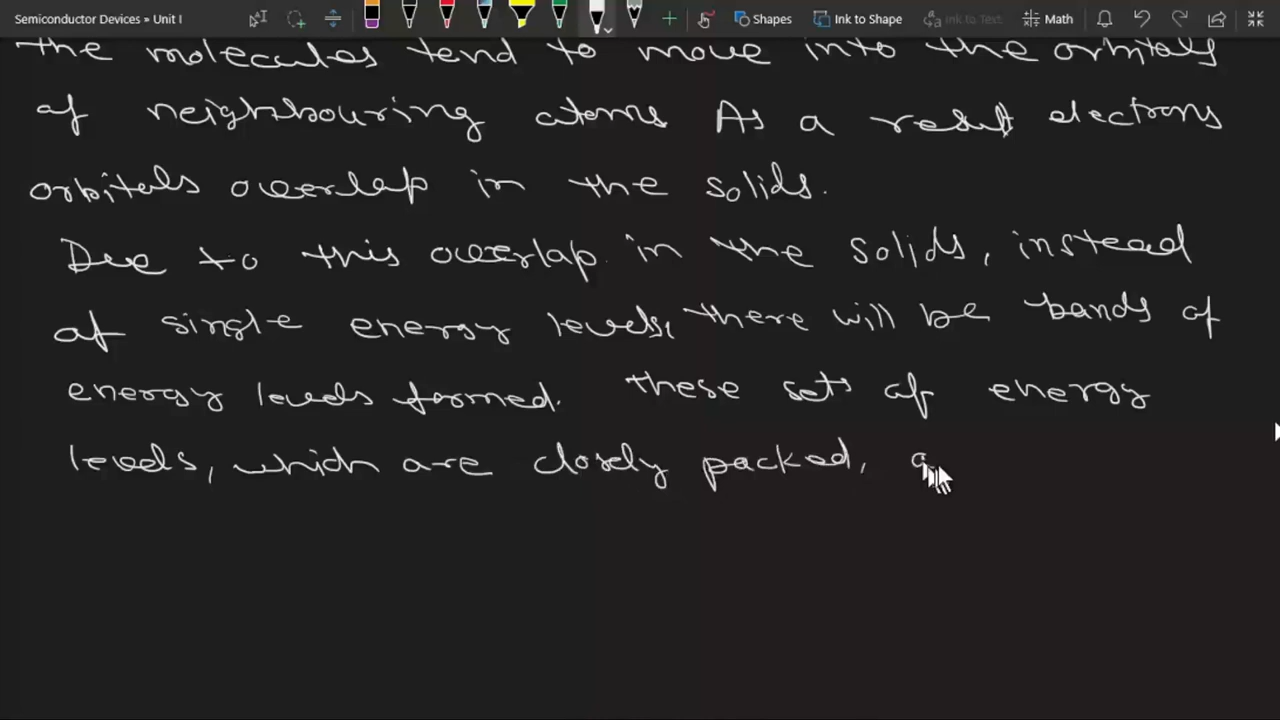 Semiconductor Devices » Unit I
Shapes
Ink to Shape
Ink to Text
Math
the molecules tend to move into the orbitals
of neighbouring atoms As a result electrons
orbitals overlap in the solids.
Due to this overlap in the solids, instead
of single energy levels, there will be bands of
energy levels formed. These sets of energy
levels, which are closely packed, a